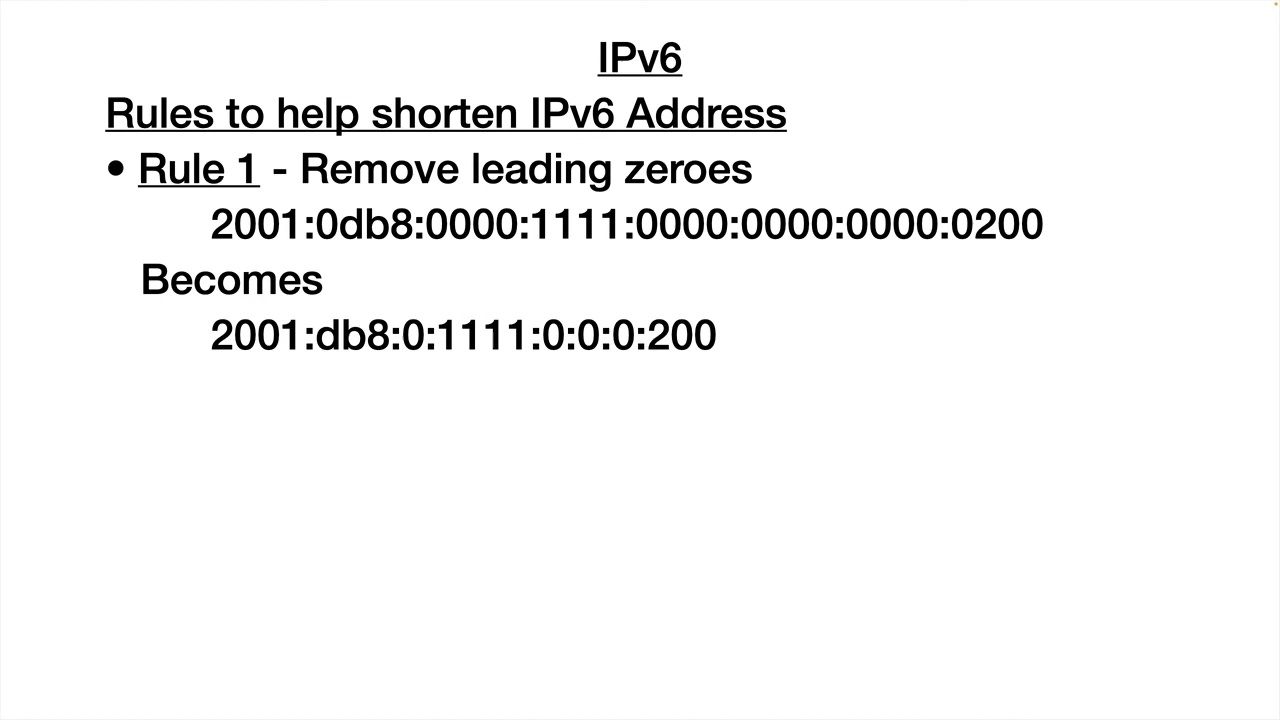 IPv6
Rules to help shorten IPv6 Address
• Rule 1 - Remove leading zeroes
2001:0db8:0000:1111:0000:0000:0000:0200
Becomes
2001:db8:0:1111:0:0:0:200